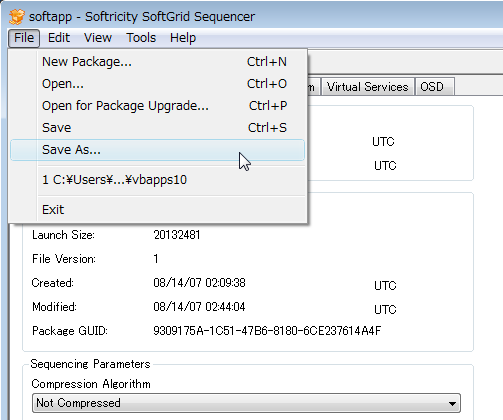 softapp - Softricity SoftGrid Sequencer
File Edit View Tools Help
New Package... Ctrl+N
Open... Ctrl+O
Open for Package Upgrade... Ctrl+P
Save Ctrl+S
Save As...
1 C:¥Users¥...¥vbapps10
Exit
Virtual Services OSD
UTC
UTC
Launch Size: 20132481
File Version: 1
Created: 08/14/07 02:09:38 UTC
Modified: 08/14/07 02:44:04 UTC
Package GUID: 9309175A-1C51-47B6-8180-6CE237614A4F
Sequencing Parameters
Compression Algorithm
Not Compressed